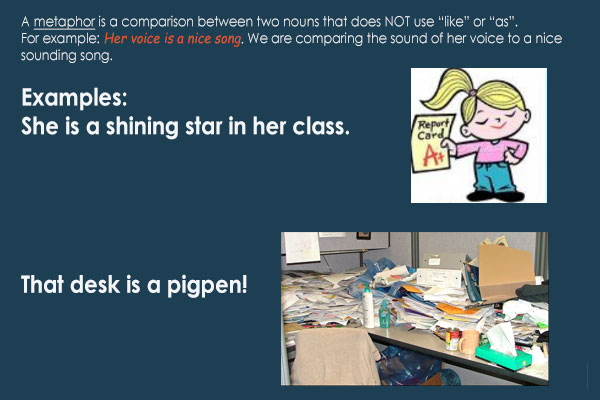 A metaphor is a comparison between two nouns that does NOT use “like” or “as”.
For example: Her voice is a nice song. We are comparing the sound of her voice to a nice
sounding song.
Examples:
She is a shining star in her class.
Report
Card
A+
That desk is a pigpen!